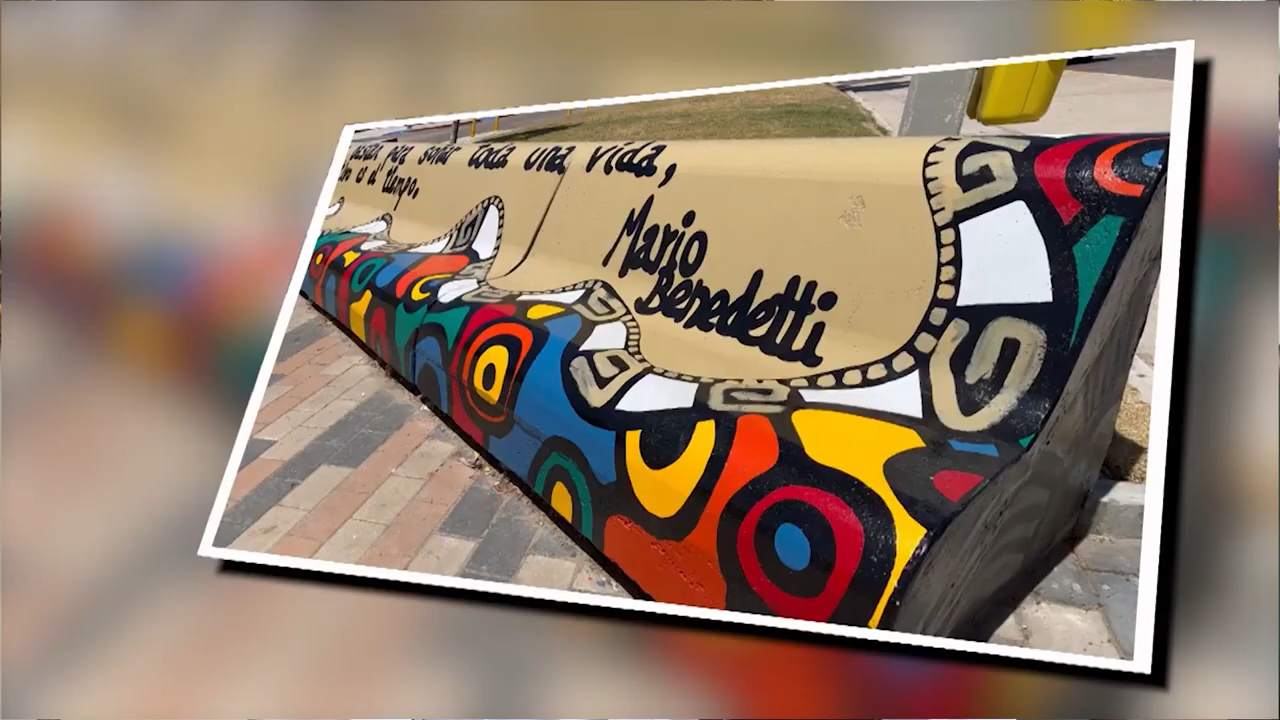 para soñar toda una vida,
es el tiempo.
Mario
Benedetti